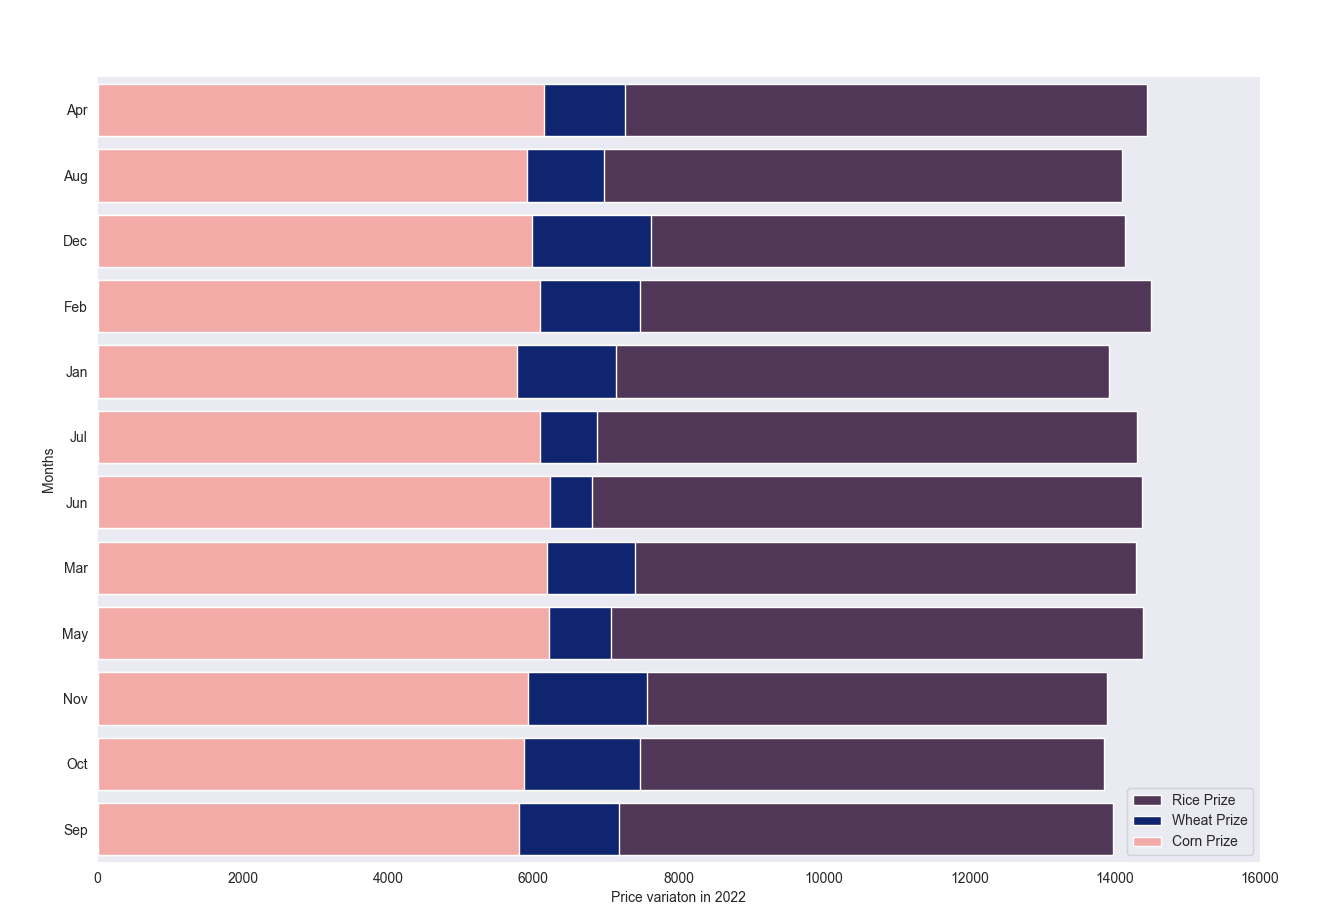 Apr
Aug
Dec
Feb
Jan
Jul
Jun
Mar
May
Nov
Oct
Sep
Months
Rice Prize
Wheat Prize
Corn Prize
0 2000 4000 6000 8000 10000 12000 14000 16000
Price variaton in 2022